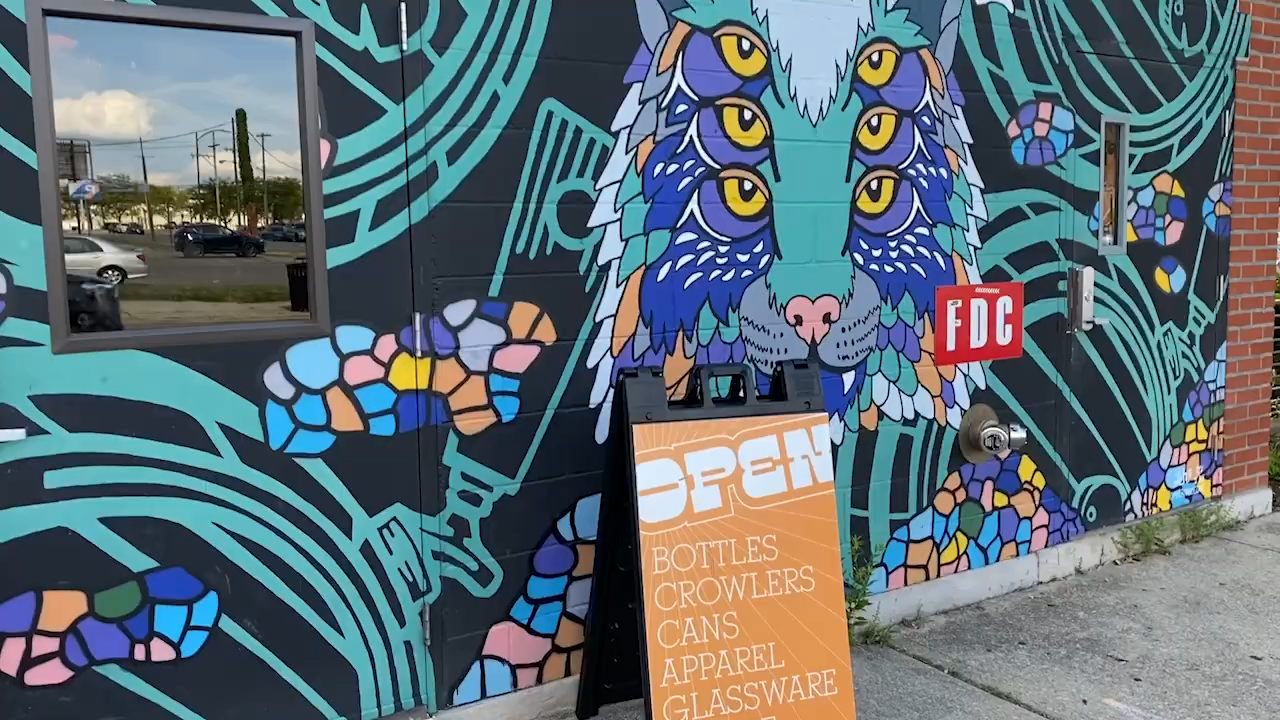 FDC
OPEN
BOTTLES
CROWLERS
CANS
APPAREL
GLASSWARE